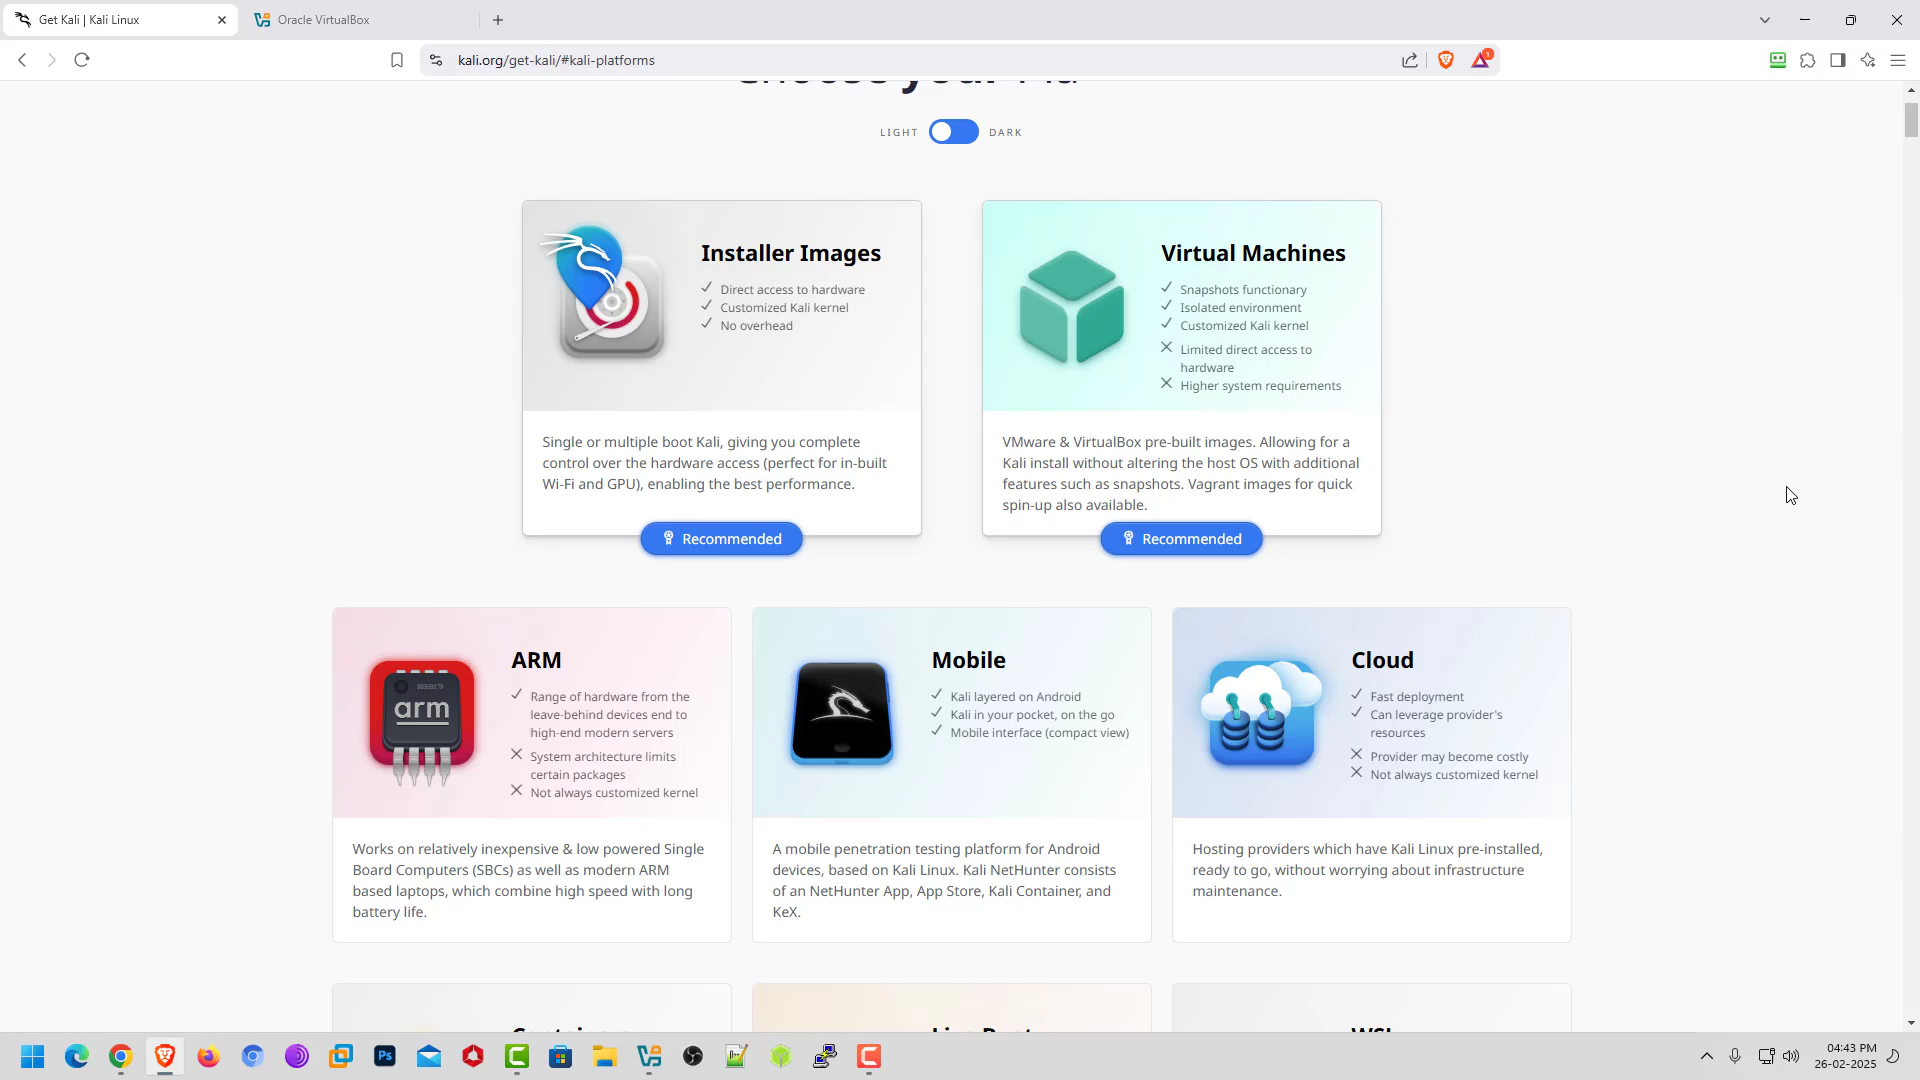 Get Kali | Kali Linux
Oracle VirtualBox
kali.org/get-kali/#kali-platforms
1
LIGHT
DARK
Installer Images
Direct access to hardware
Customized Kali kernel
No overhead
Single or multiple boot Kali, giving you complete
control over the hardware access (perfect for in-built
Wi-Fi and GPU), enabling the best performance.
Recommended
Virtual Machines
Snapshots functionary
Isolated environment
Customized Kali kernel
Limited direct access to
hardware
Higher system requirements
VMware & VirtualBox pre-built images. Allowing for a
Kali install without altering the host OS with additional
features such as snapshots. Vagrant images for quick
spin-up also available.
Recommended
arm
ARM
Range of hardware from the
leave-behind devices end to
high-end modern servers
System architecture limits
certain packages
Not always customized kernel
Works on relatively inexpensive & low powered Single
Board Computers (SBCs) as well as modern ARM
based laptops, which combine high speed with long
battery life.
Mobile
Kali layered on Android
Kali in your pocket, on the go
Mobile interface (compact view)
A mobile penetration testing platform for Android
devices, based on Kali Linux. Kali NetHunter consists
of an NetHunter App, App Store, Kali Container, and
KeX.
Cloud
Fast deployment
Can leverage provider's
resources
Provider may become costly
Not always customized kernel
Hosting providers which have Kali Linux pre-installed,
ready to go, without worrying about infrastructure
maintenance.
Ps
04:43 PM
26-02-2025